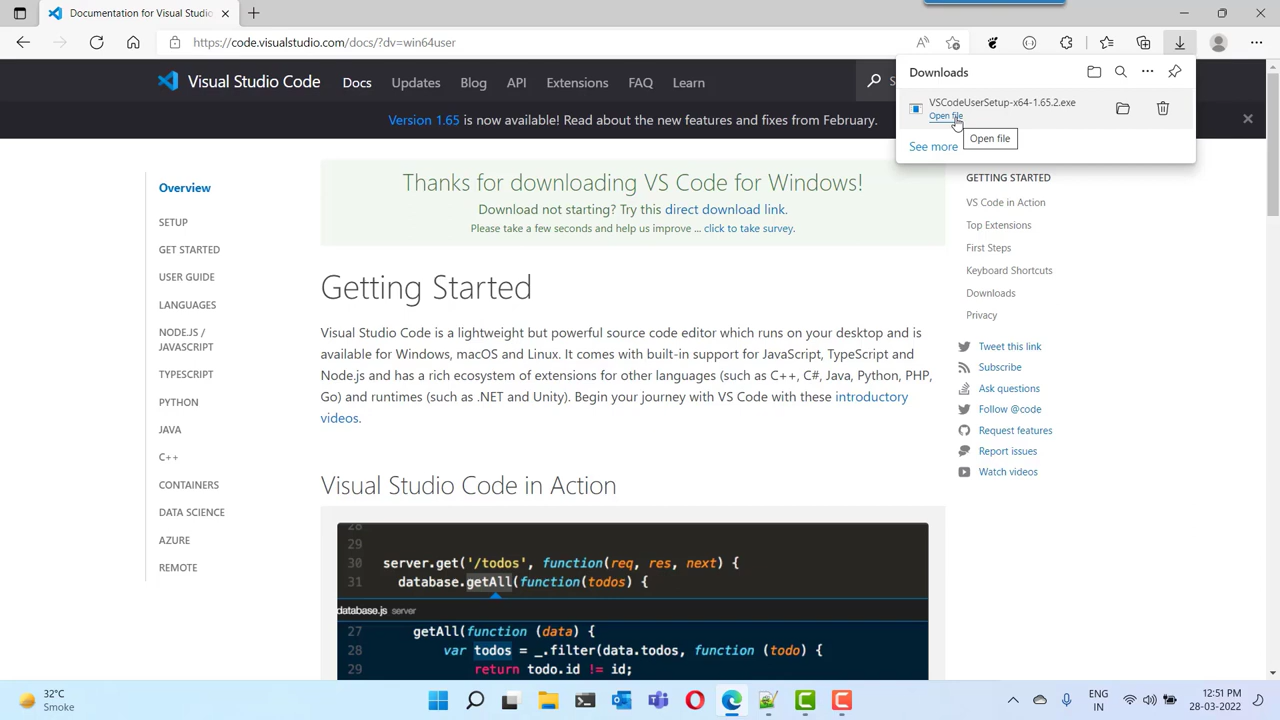 Documentation for Visual Studio
https://code.visualstudio.com/docs/?dv=win64user
Visual Studio Code
Docs
Updates
Blog
API
Extensions
FAQ
Learn
S
Version 1.65 is now available! Read about the new features and fixes from February.
Downloads
VSCodeUserSetup-x64-1.65.2.exe
Open file
Open file
See more
Overview
SETUP
GET STARTED
USER GUIDE
LANGUAGES
NODE.JS /
JAVASCRIPT
TYPESCRIPT
PYTHON
JAVA
C++
CONTAINERS
DATA SCIENCE
AZURE
REMOTE
Thanks for downloading VS Code for Windows!
Download not starting? Try this direct download link.
Please take a few seconds and help us improve ... click to take survey.
Getting Started
Visual Studio Code is a lightweight but powerful source code editor which runs on your desktop and is
available for Windows, macOS and Linux. It comes with built-in support for JavaScript, TypeScript and
Node.js and has a rich ecosystem of extensions for other languages (such as C++, C#, Java, Python, PHP,
Go) and runtimes (such as .NET and Unity). Begin your journey with VS Code with these introductory
videos.
Visual Studio Code in Action
28
29
30 server.get('/todos', function(req, res, next) {
31 database.getAll(function(todos) {
database.js server
27 getAll(function (data) {
28 var todos = _.filter(data.todos, function (todo) {
29 return todo.id != id;
GETTING STARTED
VS Code in Action
Top Extensions
First Steps
Keyboard Shortcuts
Downloads
Privacy
Tweet this link
Subscribe
Ask questions
Follow @code
Request features
Report issues
Watch videos
32°C
Smoke
ENG
IN
12:51 PM
28-03-2022